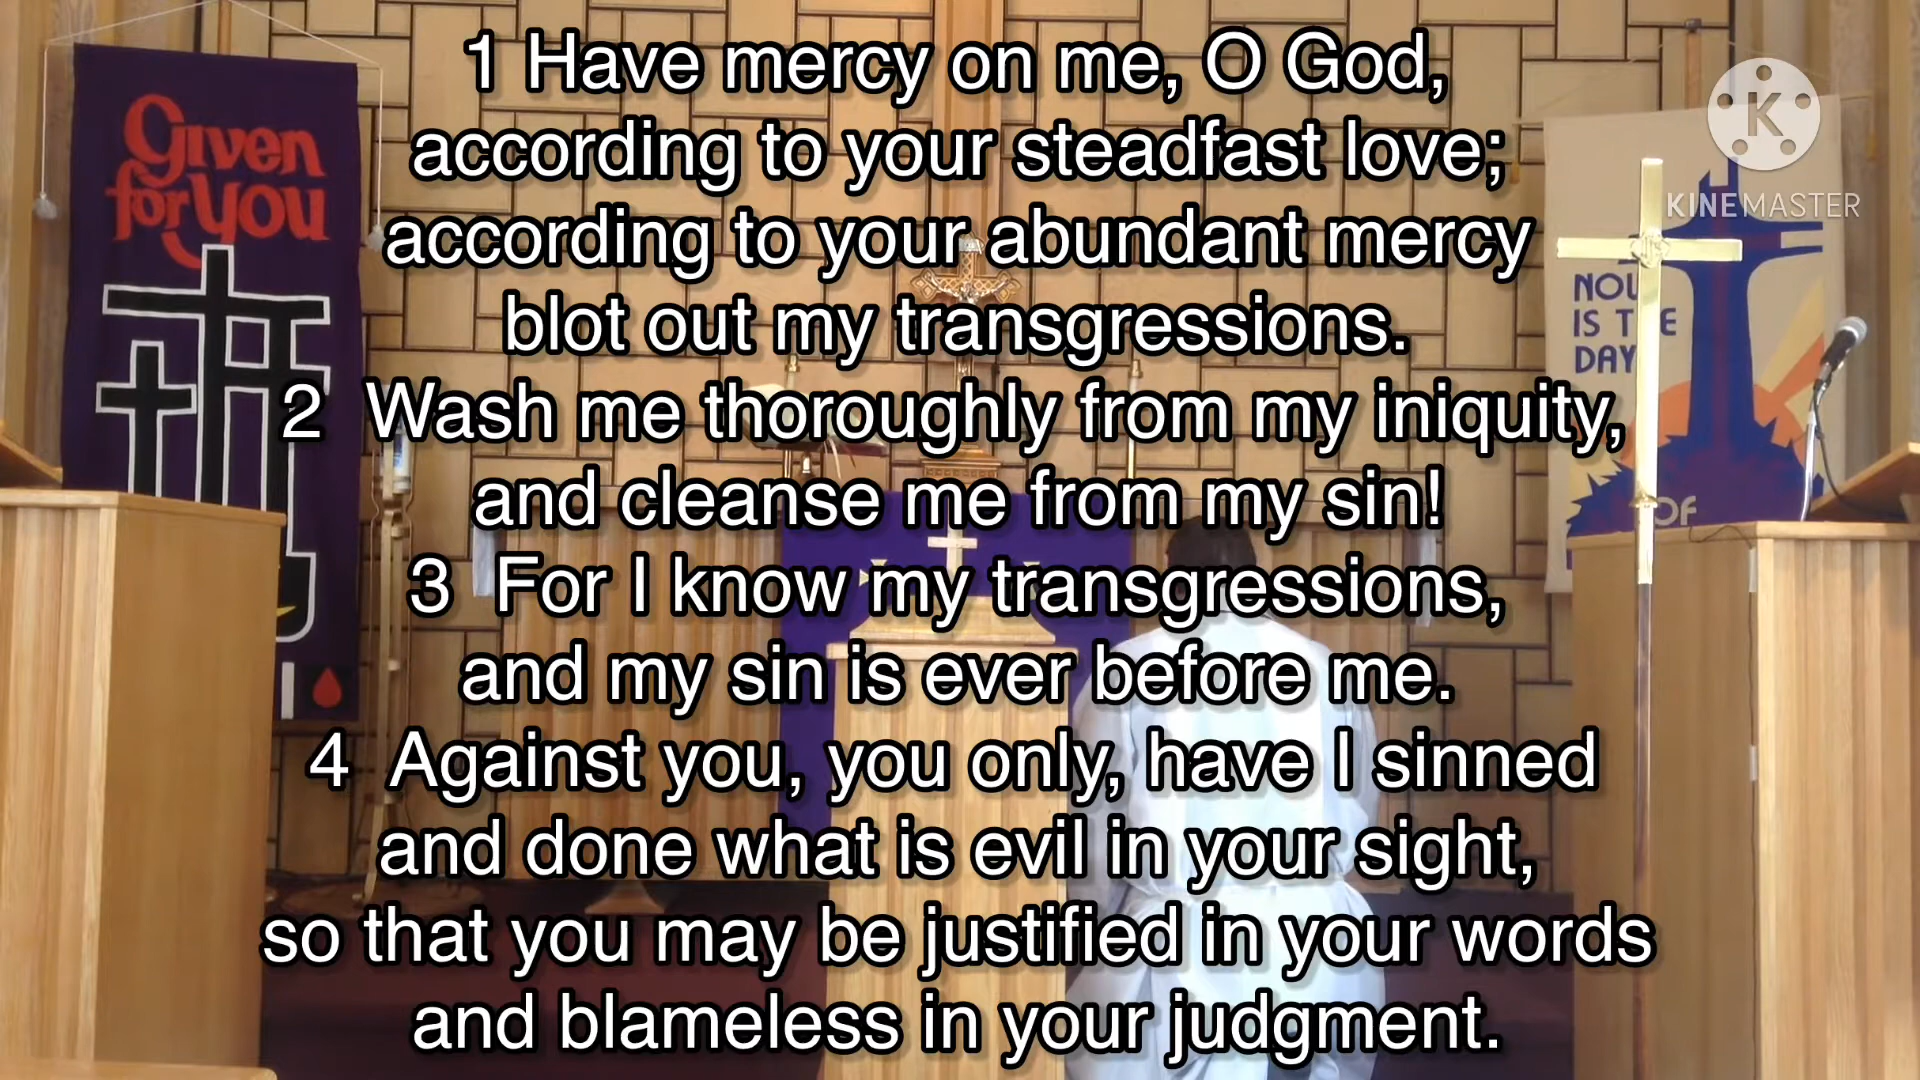 1 Have mercy on me, O God,
according to your steadfast love;
according to your abundant mercy
blot out my transgressions.
2 Wash me thoroughly from my iniquity,
and cleanse me from my sin!
3 For I know my transgressions,
and my sin is ever before me.
4 Against you, you only, have I sinned
and done what is evil in your sight,
so that you may be justified in your words
and blameless in your judgment.
Given
for you
K
KINEMASTER
IS THE
DAY
OF